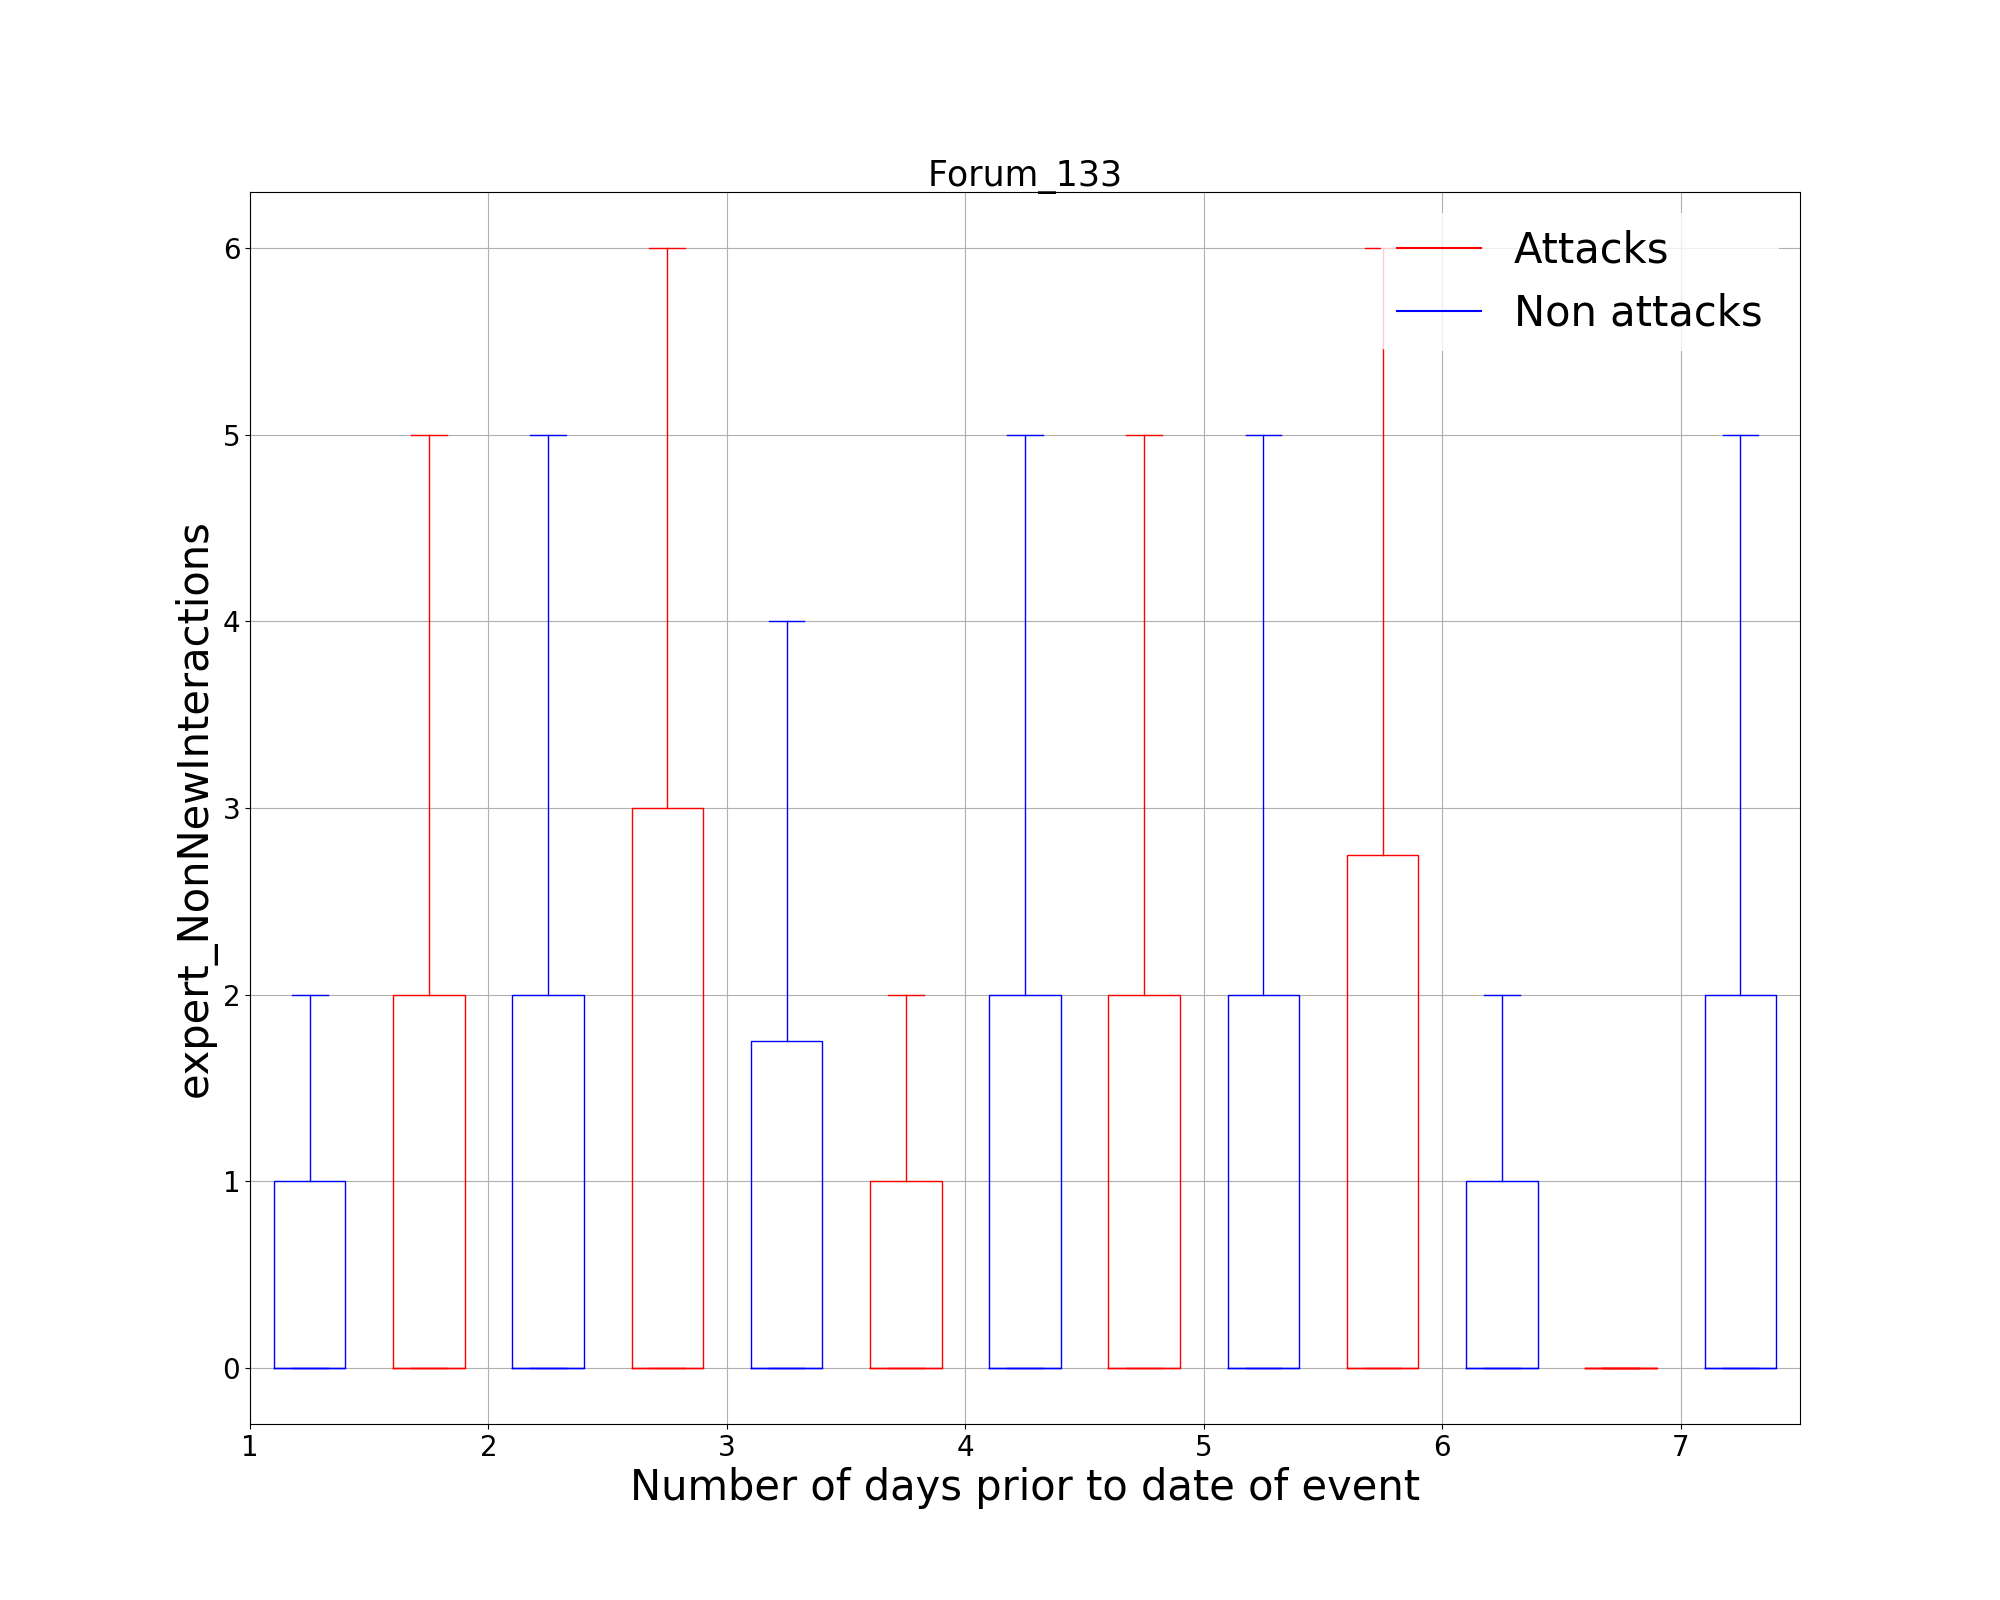 Forum_133
Attacks
Non attacks
expert_NonNewInteractions
6
5
4
3
2
1
0
1 2 3 4 5 6 7
Number of days prior to date of event